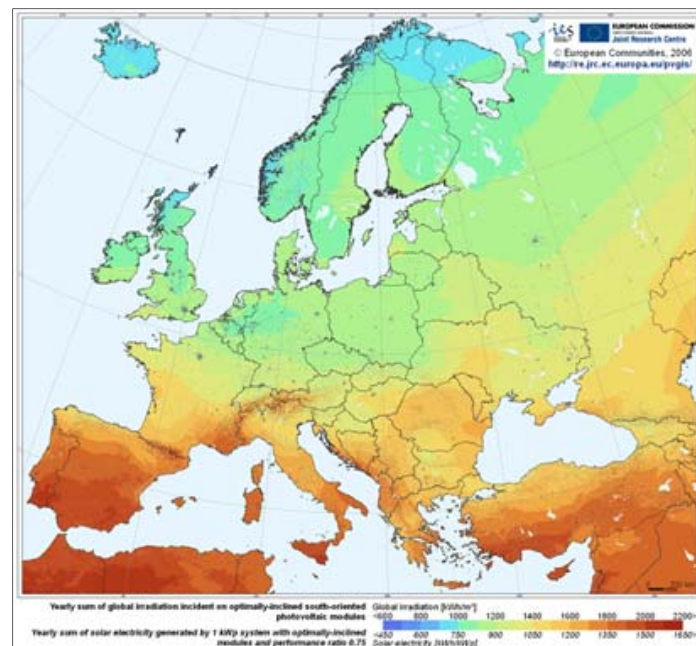 EUROPEAN COMMISSION
Joint Research Centre
© European Communities, 2006
http://re.jrc.ec.europa.eu/pvgis/
Yearly sum of global irradiation incident on optimally-inclined south-oriented
photovoltaic modules
Global irradiation [kWh/m²]
<600 800 1000 1200 1400 1600 1800 2000 2200>
Yearly sum of solar electricity generated by 1 kWp system with optimally-inclined
modules and performance ratio 0.75
<450 600 750 900 1050 1200 1350 1500 1650>
Solar electricity [kWh/kWp]